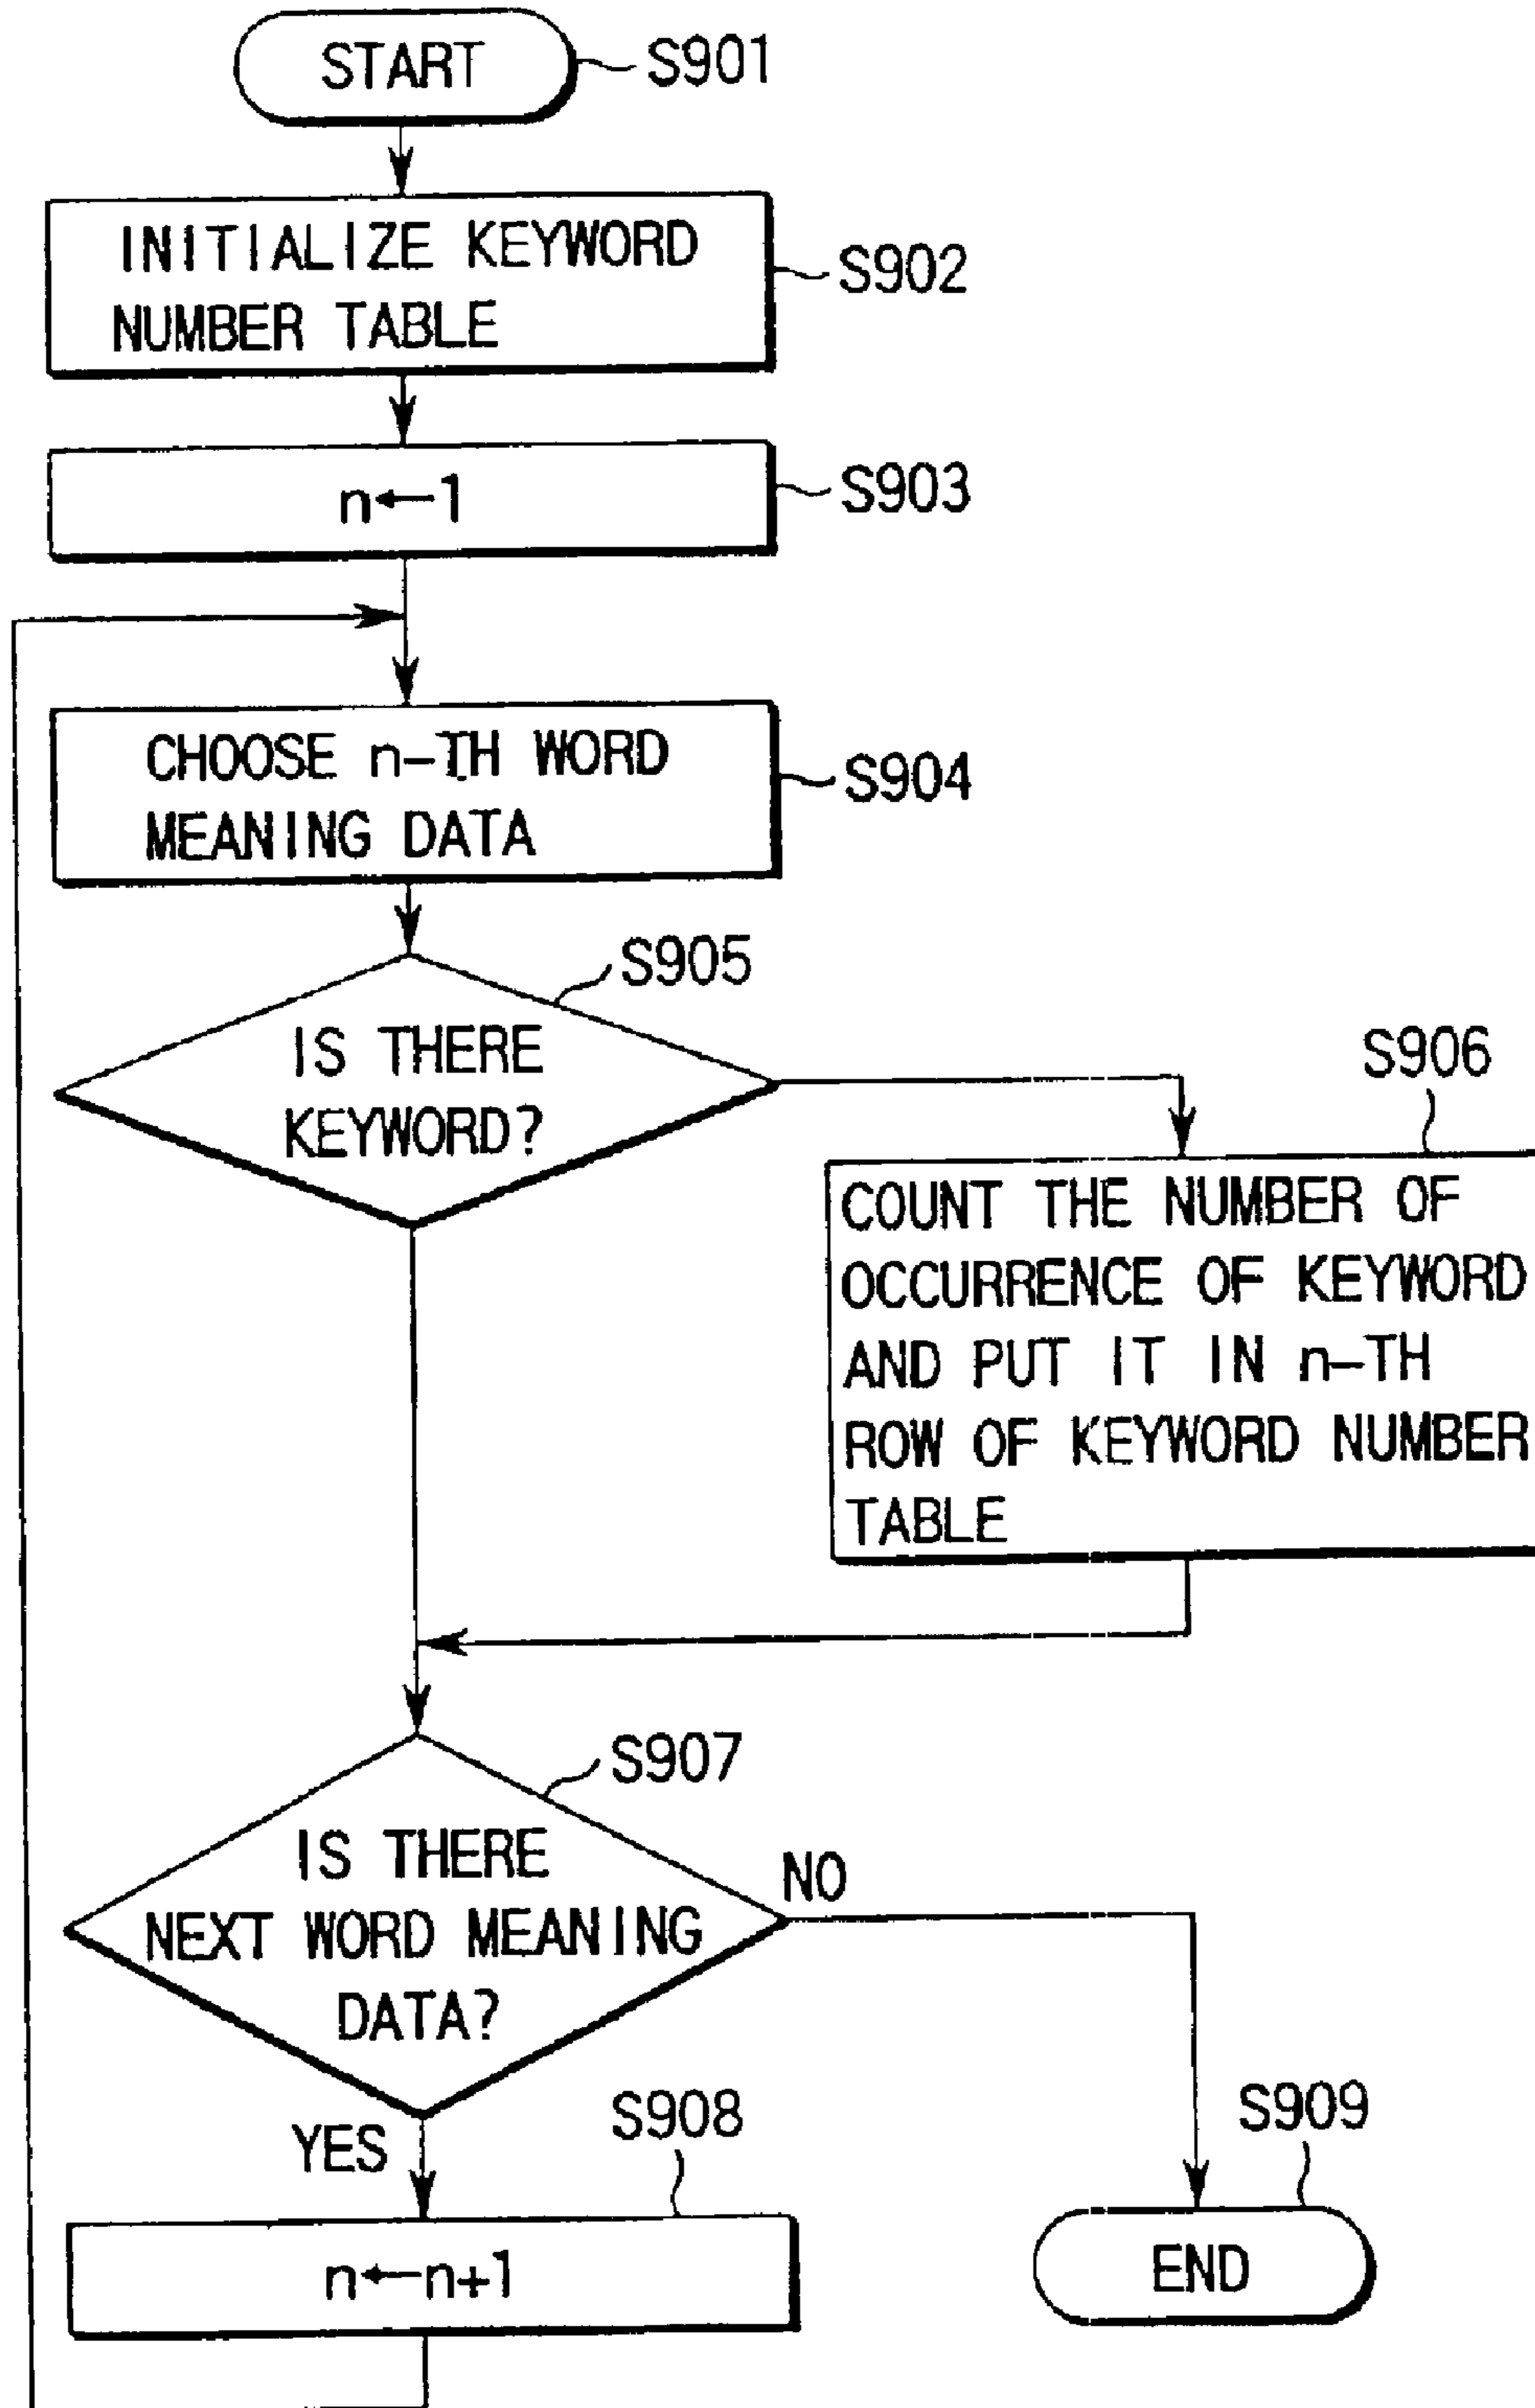 START
S901
INITIALIZE KEYWORD
NUMBER TABLE
S902
n←1
S903
CHOOSE n-TH WORD
MEANING DATA
S904
S905
IS THERE
KEYWORD?
S906
COUNT THE NUMBER OF
OCCURRENCE OF KEYWORD
AND PUT IT IN n-TH
ROW OF KEYWORD NUMBER
TABLE
S907
IS THERE
NEXT WORD MEANING
DATA?
NO
YES
S908
n←n+1
S909
END